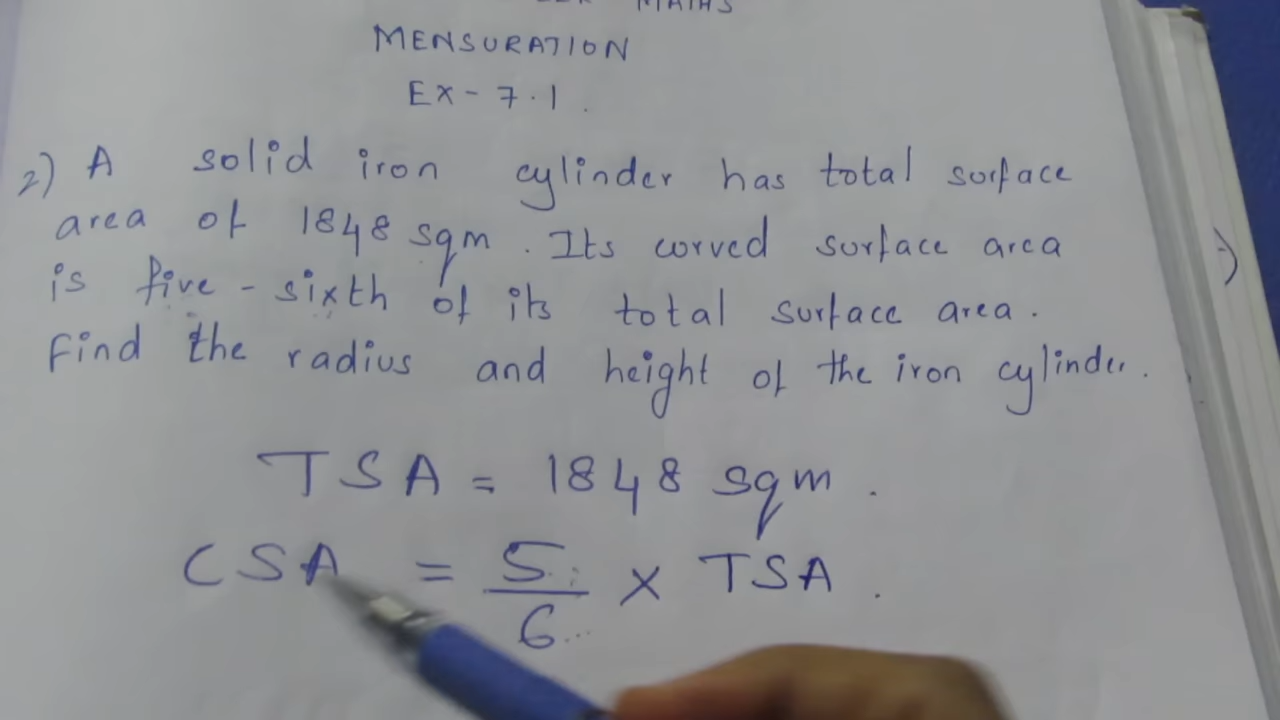 MATHS
MENSURATION
EX - 7.1.
2) A solid iron cylinder has total surface
area of 1848 sqm. Its corved surface area
is five - sixth of its total surface area.
Find the radius and height of the iron cylinder.
TSA = 1848 sqm.
CSA = 5/6 × TSA.